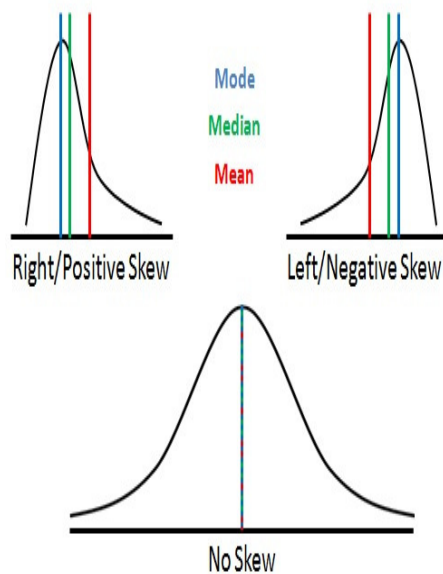 Mode
Median
Mean
Right/Positive Skew
Left/Negative Skew
No Skew